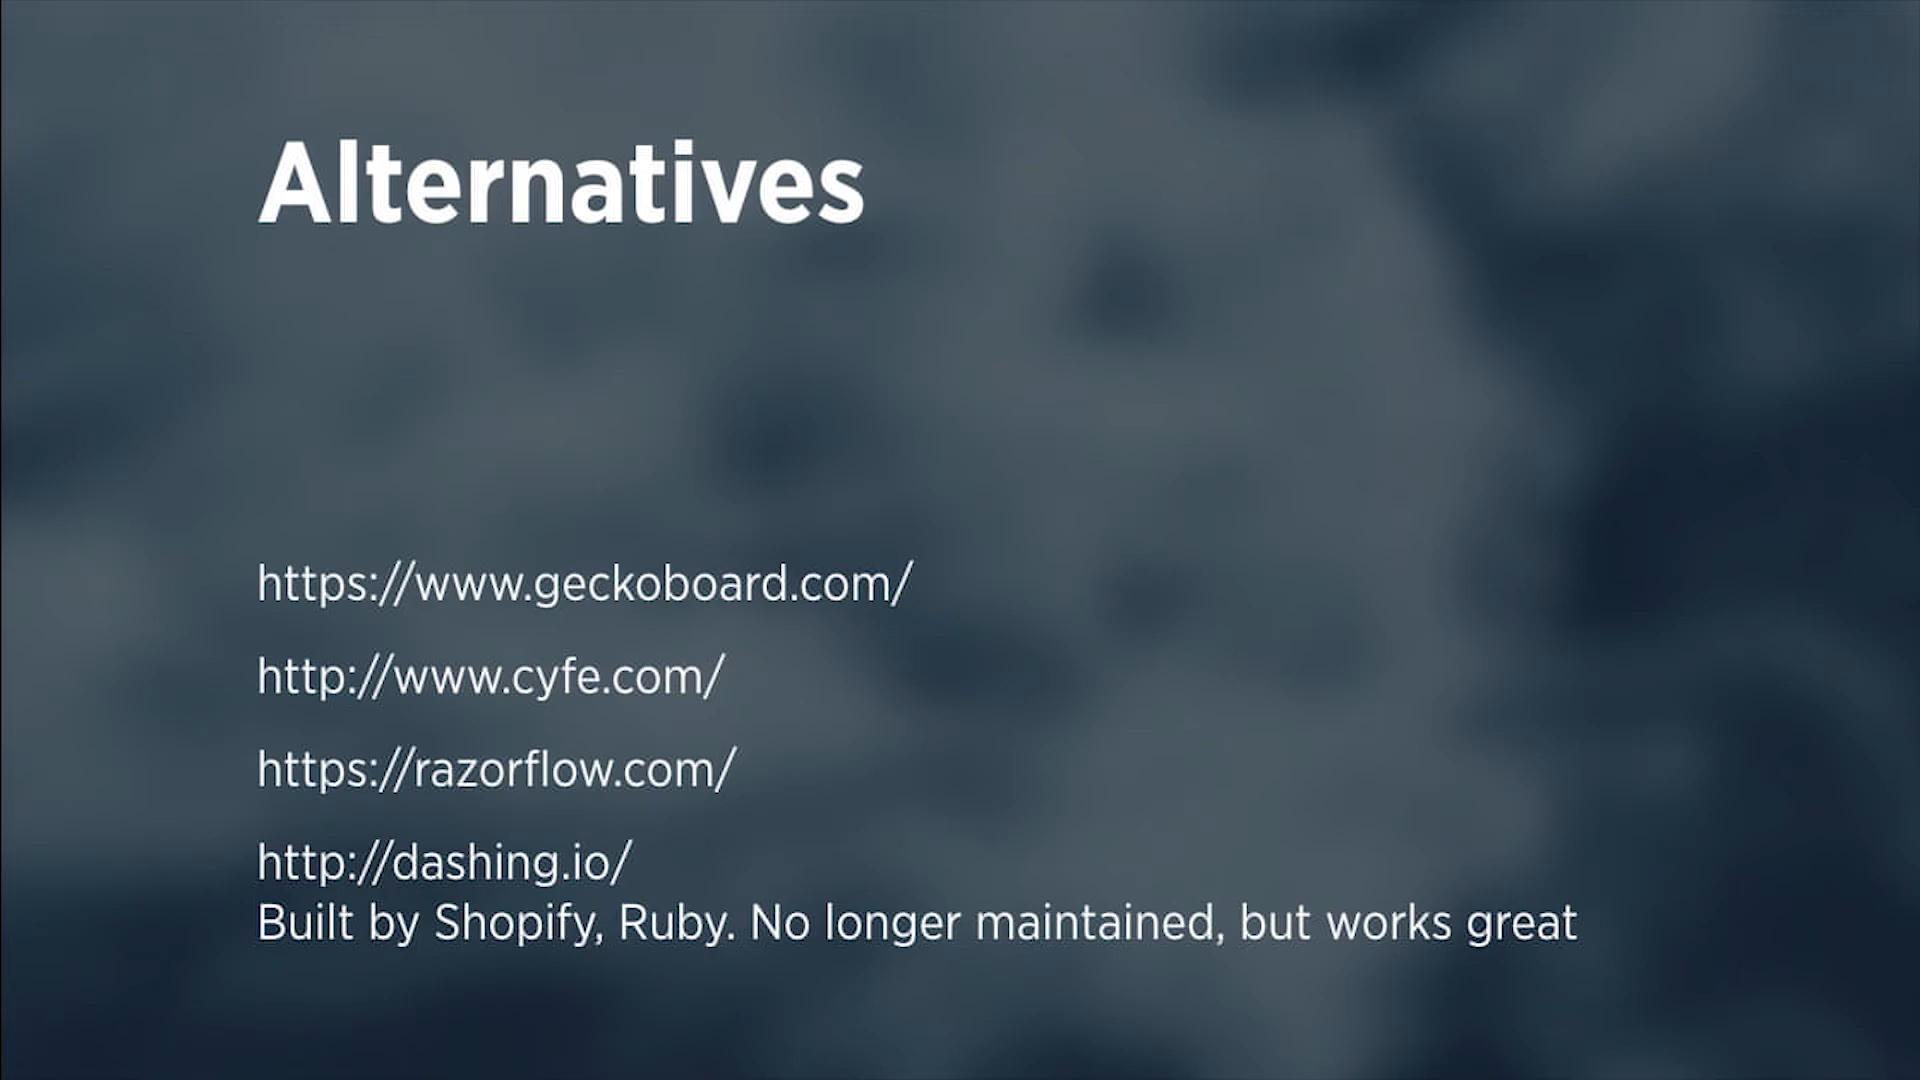 Alternatives
https://www.geckoboard.com/
http://www.cyfe.com/
https://razorflow.com/
http://dashing.io/
Built by Shopify, Ruby. No longer maintained, but works great